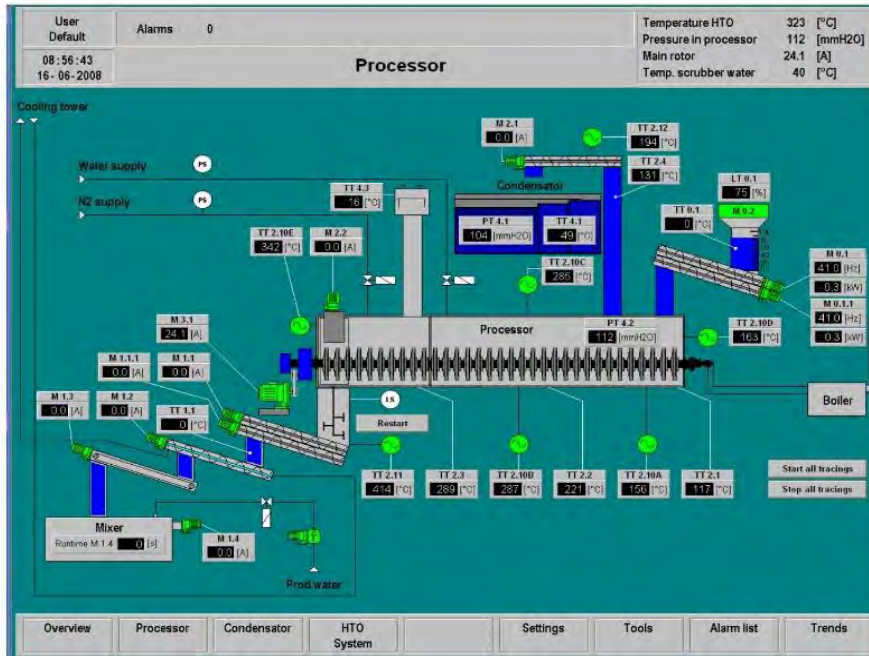 User
Default
Alarms 0
08:56:43
16-06-2008
Processor
Temperature HTO 323 [°C]
Pressure in processor 112 [mmH2O]
Main rotor 24.1 [A]
Temp. scrubber water 40 [°C]
Cooling tower
Water supply
PS
N2 supply
PS
M 2.1
0.0 [A]
TT 2.12
194 [°C]
TT 2.4
131 [°C]
LT 0.1
75 [%]
M 0.2
TT 0.1
0 [°C]
Condensator
TT 4.3
16 [°C]
PT 4.1
104 [mmH2O]
TT 4.1
49 [°C]
TT 2.10E
342 [°C]
M 2.2
0.0 [A]
TT 2.10C
285 [°C]
M 0.1
41.0 [Hz]
0.3 [kW]
M 0.1.1
41.0 [Hz]
0.3 [kW]
M 3.1
24.1 [A]
Processor
PT 4.2
112 [mmH2O]
TT 2.10D
163 [°C]
M 1.1.1
0.0 [A]
M 1.1
0.0 [A]
M 1.3
0.0 [A]
M 1.2
0.0 [A]
TT 1.1
0 [°C]
LS
Restart
Boiler
TT 2.11
414 [°C]
TT 2.3
289 [°C]
TT 2.10B
287 [°C]
TT 2.2
221 [°C]
TT 2.10A
156 [°C]
TT 2.1
117 [°C]
Start all tracings
Stop all tracings
Mixer
Runtime M 1.4 0 [s]
M 1.4
0.0 [A]
Prod.water
Overview
Processor
Condensator
HTO
System
Settings
Tools
Alarm list
Trends